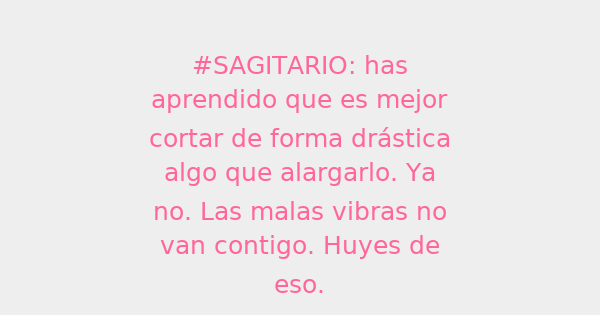 #SAGITARIO: has
aprendido que es mejor
cortar de forma drástica
algo que alargarlo. Ya
no. Las malas vibras no
van contigo. Huyes de
eso.